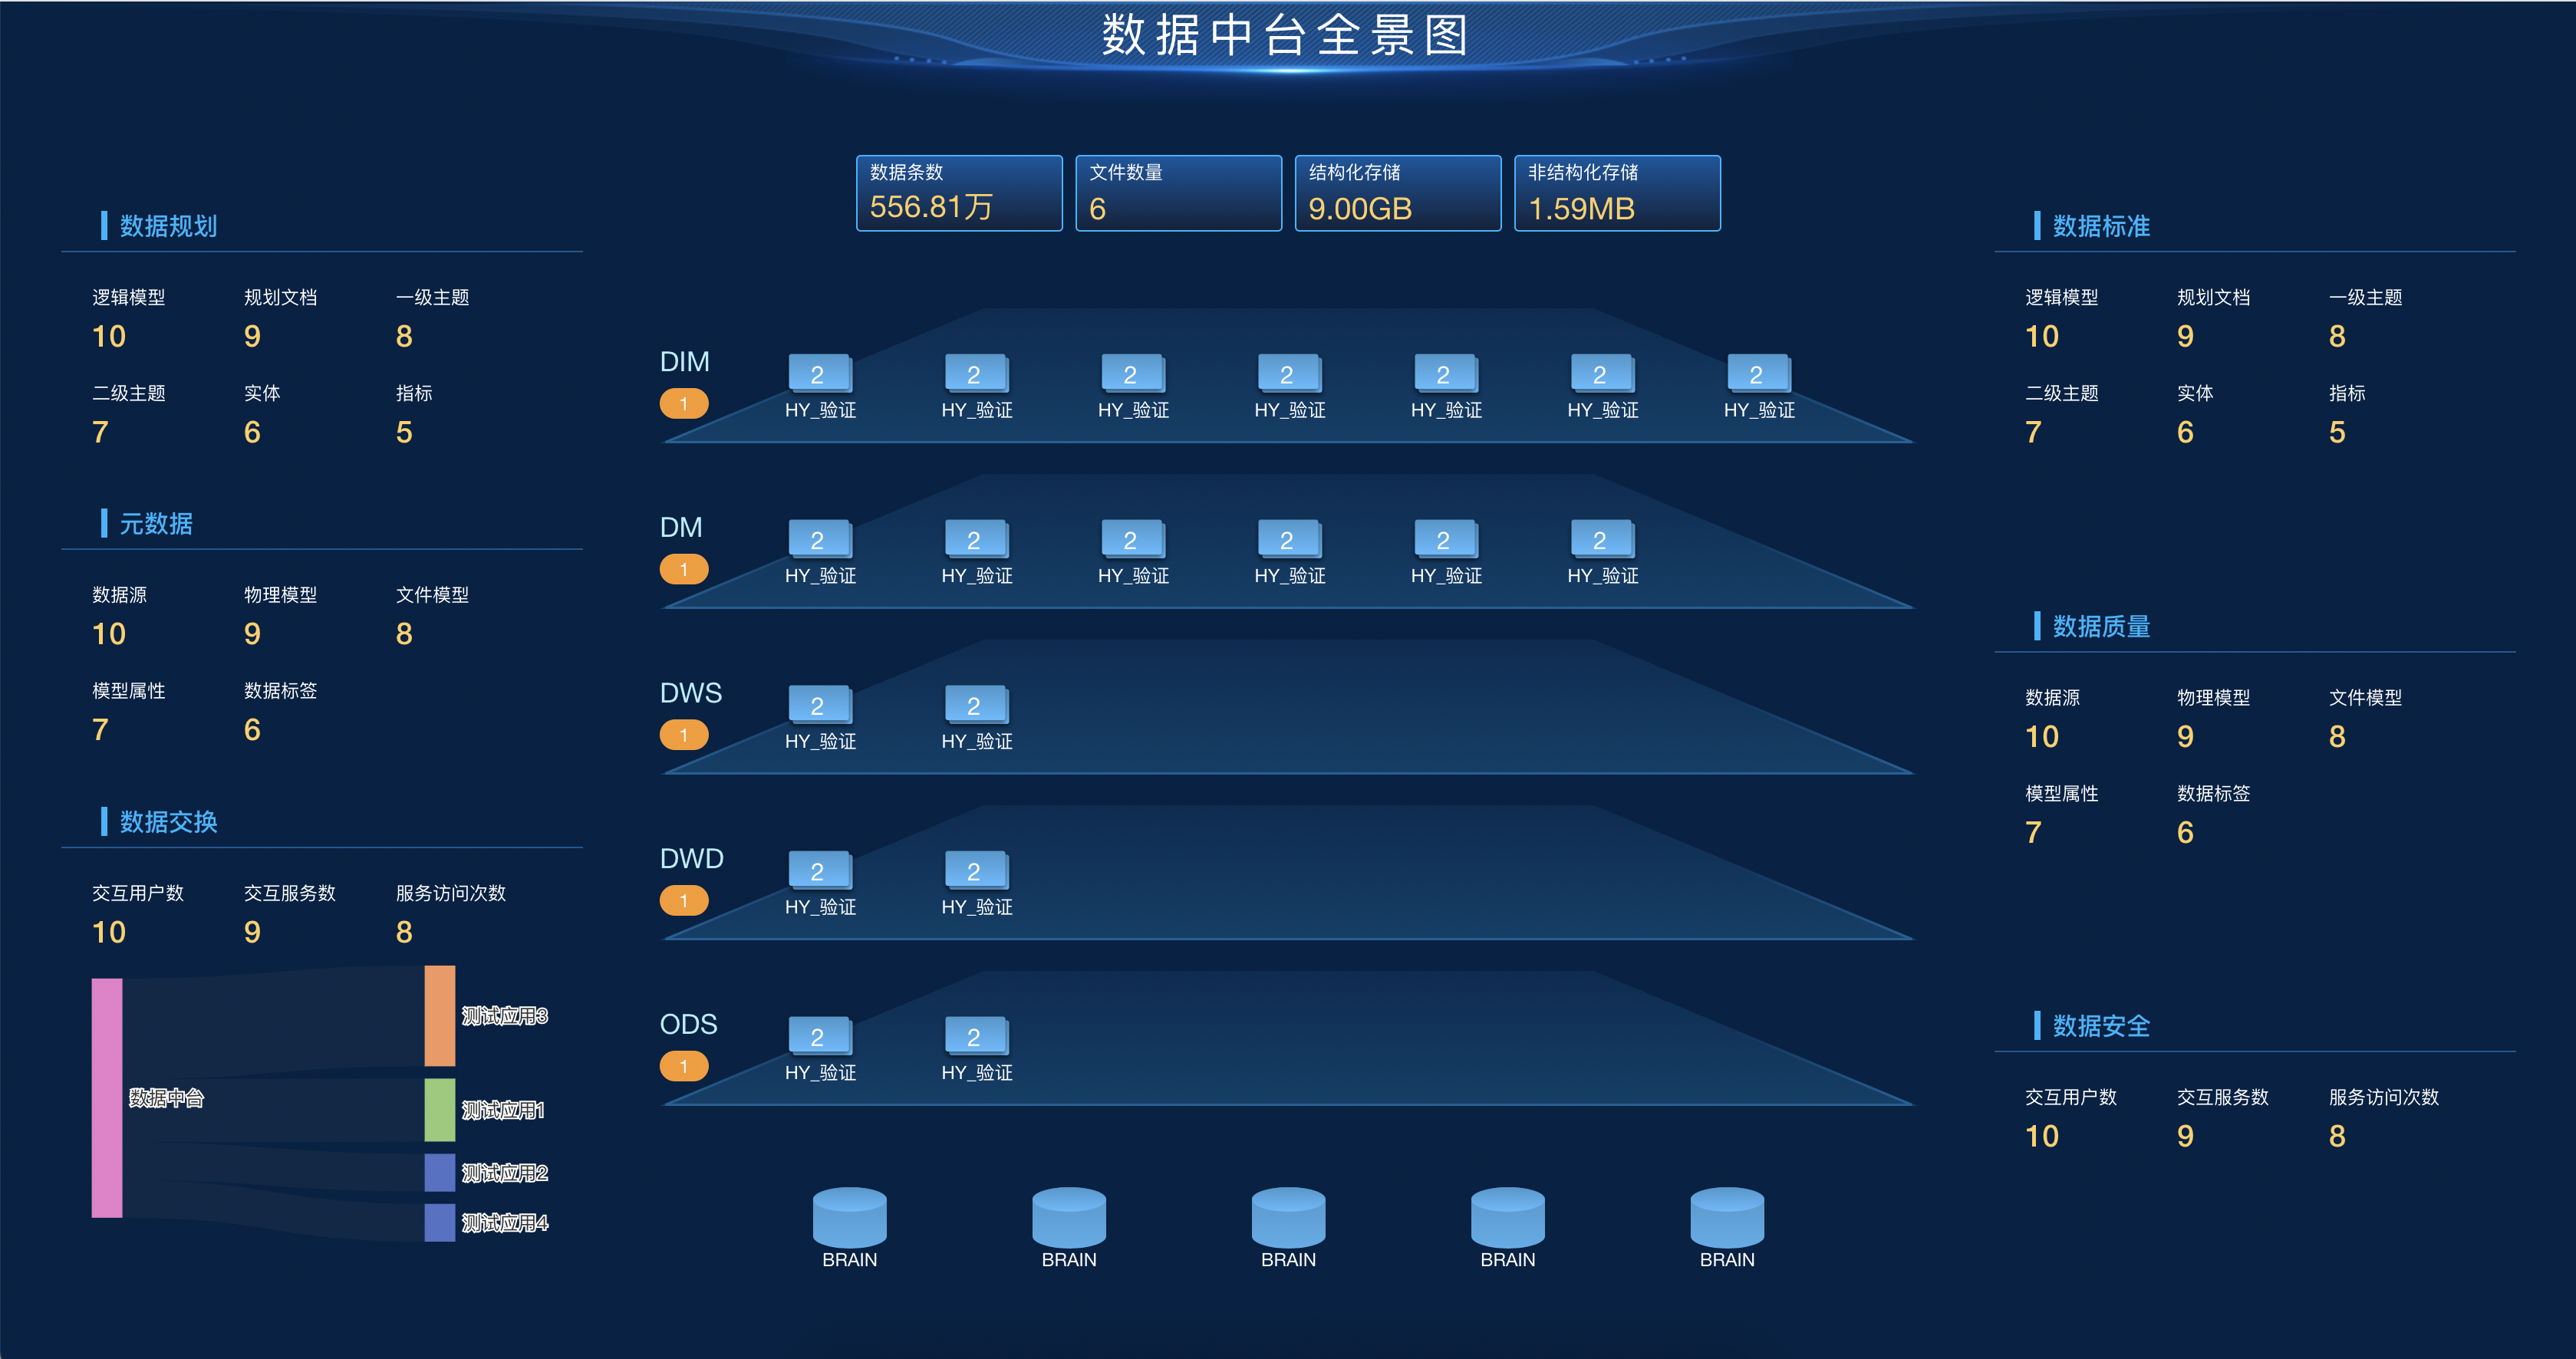 数据中台全景图
数据条数
556.81万
文件数量
6
结构化存储
9.00GB
非结构化存储
1.59MB
数据规划
逻辑模型 规划文档 一级主题
10 9 8
二级主题 实体 指标
7 6 5
元数据
数据源 物理模型 文件模型
10 9 8
模型属性 数据标签
7 6
数据交换
交互用户数 交互服务数 服务访问次数
10 9 8
数据中台
测试应用3
测试应用1
测试应用2
测试应用4
DIM
1
2 2 2 2 2 2 2
HY_验证 HY_验证 HY_验证 HY_验证 HY_验证 HY_验证 HY_验证
DM
1
2 2 2 2 2 2
HY_验证 HY_验证 HY_验证 HY_验证 HY_验证 HY_验证
DWS
1
2 2
HY_验证 HY_验证
DWD
1
2 2
HY_验证 HY_验证
ODS
1
2 2
HY_验证 HY_验证
BRAIN BRAIN BRAIN BRAIN BRAIN
数据标准
逻辑模型 规划文档 一级主题
10 9 8
二级主题 实体 指标
7 6 5
数据质量
数据源 物理模型 文件模型
10 9 8
模型属性 数据标签
7 6
数据安全
交互用户数 交互服务数 服务访问次数
10 9 8